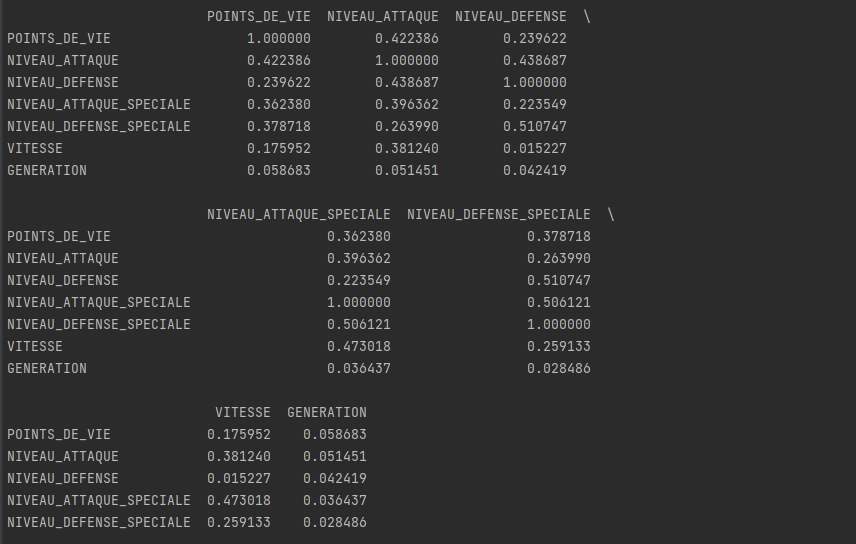 POINTS_DE_VIE NIVEAU_ATTAQUE NIVEAU_DEFENSE \
POINTS_DE_VIE 1.000000 0.422386 0.239622
NIVEAU_ATTAQUE 0.422386 1.000000 0.438687
NIVEAU_DEFENSE 0.239622 0.438687 1.000000
NIVEAU_ATTAQUE_SPECIALE 0.362380 0.396362 0.223549
NIVEAU_DEFENSE_SPECIALE 0.378718 0.263990 0.510747
VITESSE 0.175952 0.381240 0.015227
GENERATION 0.058683 0.051451 0.042419
NIVEAU_ATTAQUE_SPECIALE NIVEAU_DEFENSE_SPECIALE \
POINTS_DE_VIE 0.362380 0.378718
NIVEAU_ATTAQUE 0.396362 0.263990
NIVEAU_DEFENSE 0.223549 0.510747
NIVEAU_ATTAQUE_SPECIALE 1.000000 0.506121
NIVEAU_DEFENSE_SPECIALE 0.506121 1.000000
VITESSE 0.473018 0.259133
GENERATION 0.036437 0.028486
VITESSE GENERATION
POINTS_DE_VIE 0.175952 0.058683
NIVEAU_ATTAQUE 0.381240 0.051451
NIVEAU_DEFENSE 0.015227 0.042419
NIVEAU_ATTAQUE_SPECIALE 0.473018 0.036437
NIVEAU_DEFENSE_SPECIALE 0.259133 0.028486